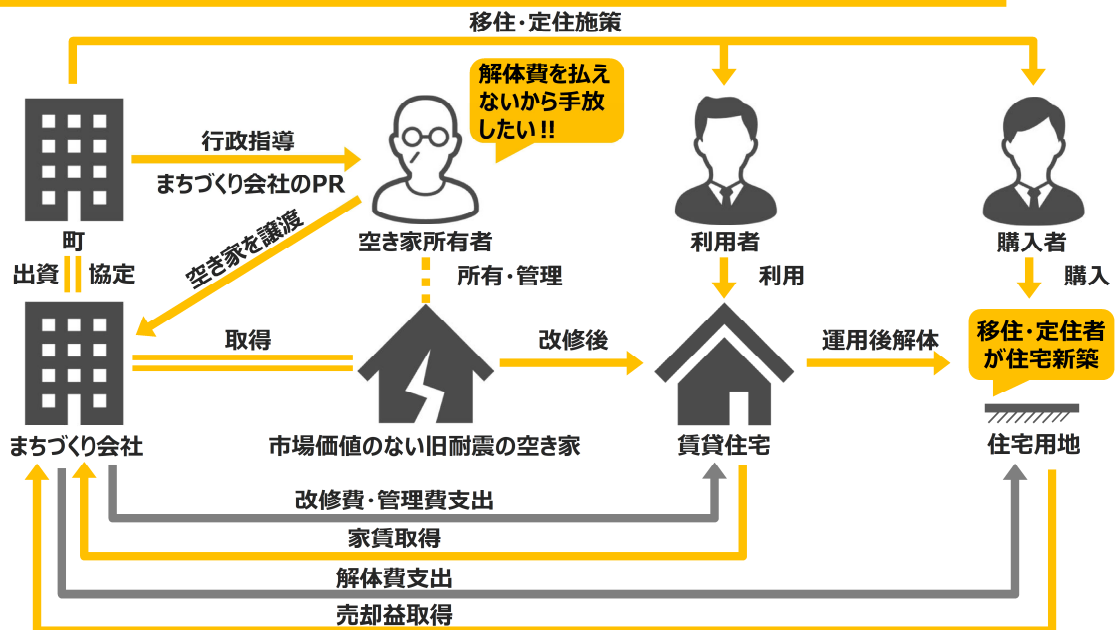 移住・定住施策
解体費を払え
ないから手放
したい!!
行政指導
まちづくり会社のPR
町
空き家所有者
利用者
購入者
出資
協定
空き家を譲渡
所有・管理
利用
購入
取得
改修後
運用後解体
移住・定住者
が住宅新築
まちづくり会社
市場価値のない旧耐震の空き家
賃貸住宅
住宅用地
改修費・管理費支出
家賃取得
解体費支出
売却益取得